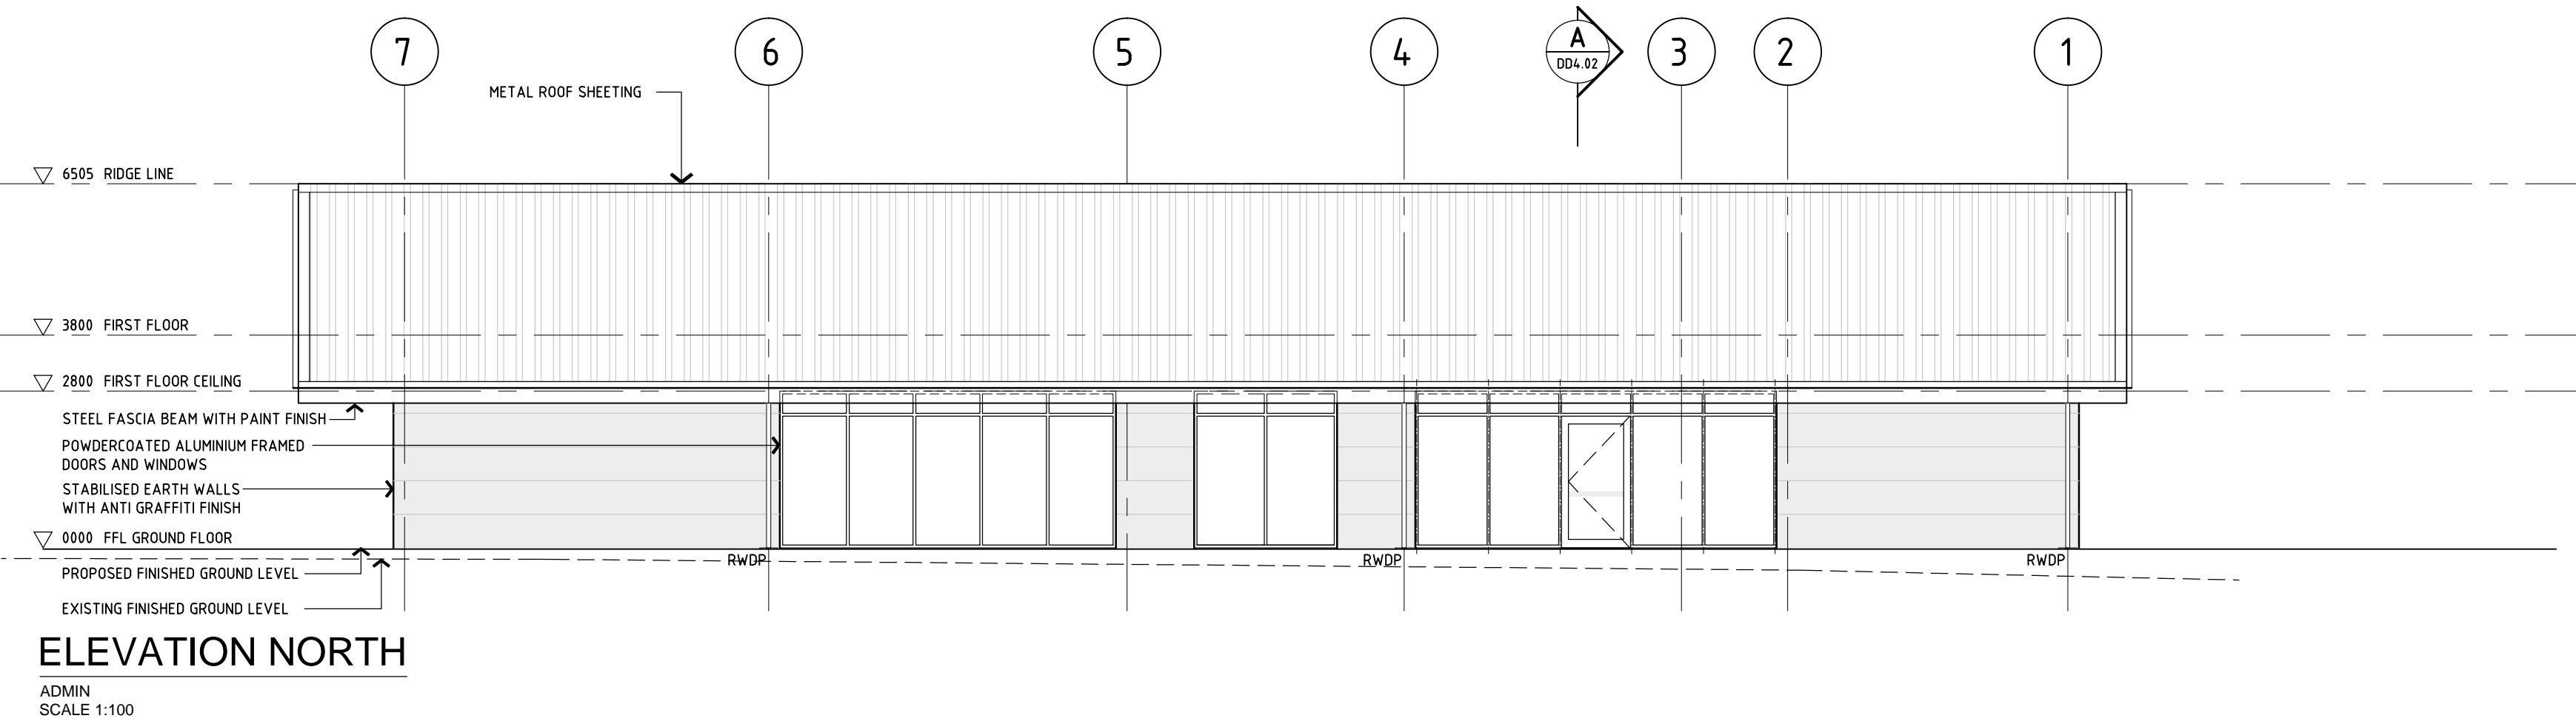 7
6
5
4
A
DD4.02
3
2
1
METAL ROOF SHEETING
6505 RIDGE LINE
3800 FIRST FLOOR
2800 FIRST FLOOR CEILING
STEEL FASCIA BEAM WITH PAINT FINISH
POWDERCOATED ALUMINIUM FRAMED
DOORS AND WINDOWS
STABILISED EARTH WALLS
WITH ANTI GRAFFITI FINISH
0000 FFL GROUND FLOOR
RWDP
RWDP
RWDP
PROPOSED FINISHED GROUND LEVEL
EXISTING FINISHED GROUND LEVEL
ELEVATION NORTH
ADMIN
SCALE 1:100